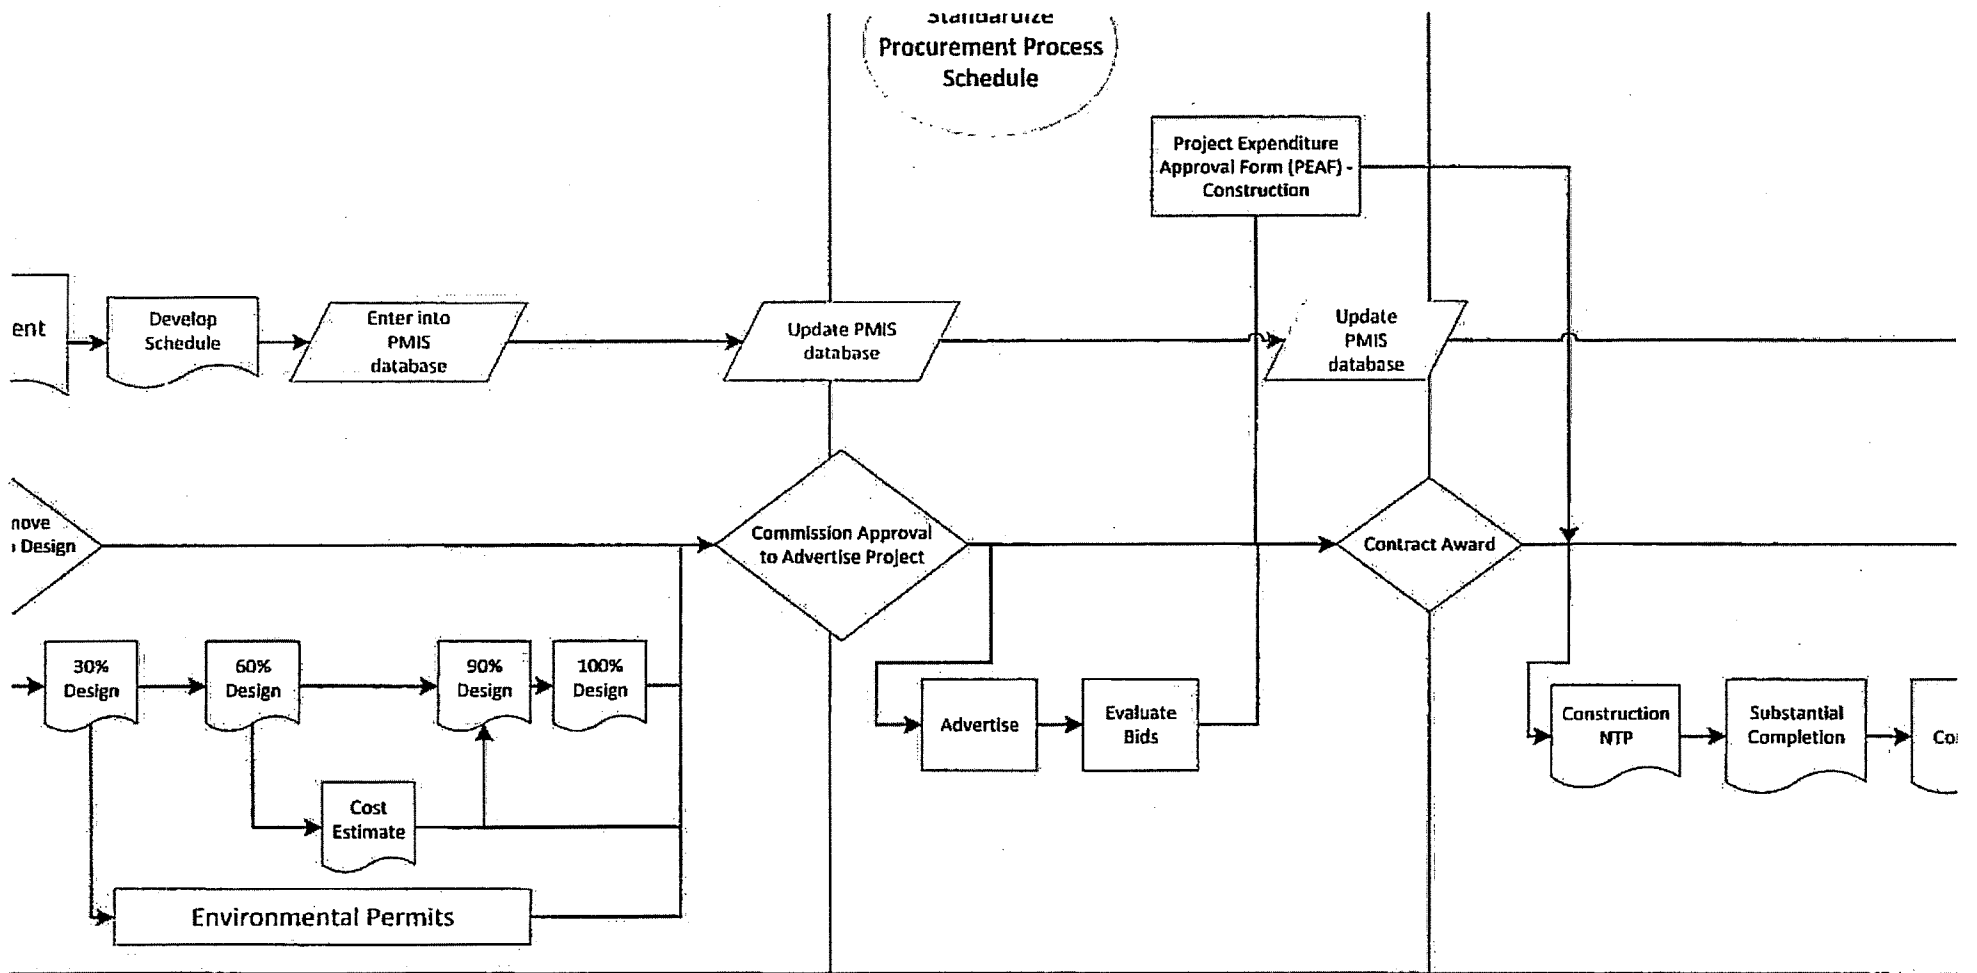 Standardize
Procurement Process
Schedule
Project Expenditure
Approval Form (PEAF) -
Construction
ent
Develop
Schedule
Enter into
PMIS
database
Update PMIS
database
Update
PMIS
database
Design
Commission Approval
to Advertise Project
Contract Award
30%
Design
60%
Design
90%
Design
100%
Design
Advertise
Evaluate
Bids
Construction
NTP
Substantial
Completion
Co
Cost
Estimate
Environmental Permits